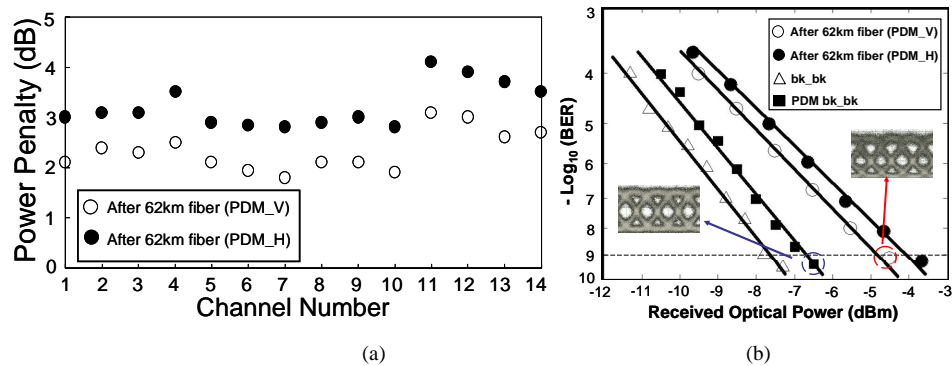 Power Penalty (dB)
5
4
3
2
1
0
After 62km fiber (PDM_V)
After 62km fiber (PDM_H)
1 2 3 4 5 6 7 8 9 10 11 12 13 14
Channel Number
(a)
- Log10 (BER)
4
5
6
7
8
9
10
After 62km fiber (PDM_V)
After 62km fiber (PDM_H)
bk_bk
PDM bk_bk
-12 -11 -10 -9 -8 -7 -6 -5 -4 -3
Received Optical Power (dBm)
(b)